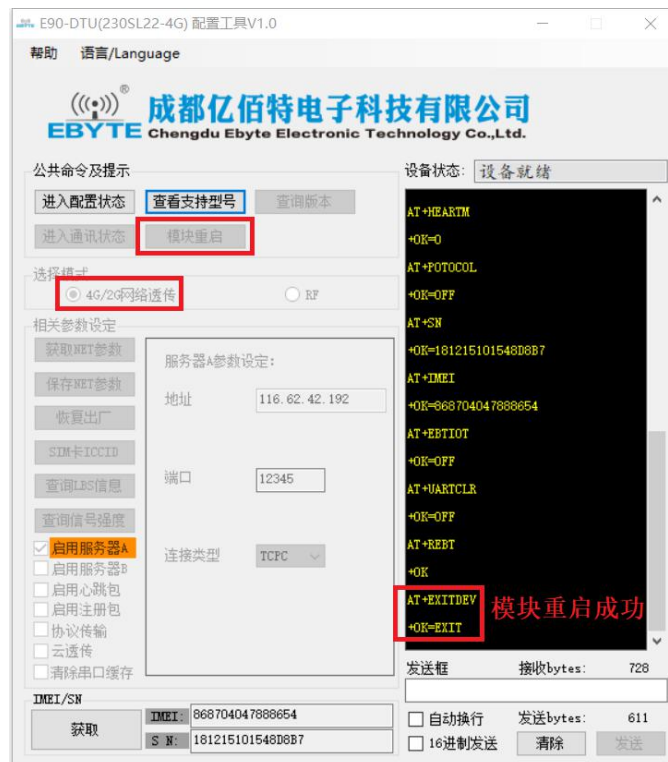 E90-DTU(230SL22-4G) 配置工具V1.0
帮助 语言/Language
((•))®
EBYTE
成都亿佰特电子科技有限公司
Chengdu Ebyte Electronic Technology Co.,Ltd.
公共命令及提示
进入配置状态 查看支持型号 查询版本
进入通讯状态 模块重启
选择模式
4G/2G网络透传 RF
相关参数设定
获取NET参数
保存NET参数
恢复出厂
SIM卡ICCID
查询LBS信息
查询信号强度
启用服务器A
启用服务器B
启用心跳包
启用注册包
协议传输
云透传
清除串口缓存
服务器A参数设定:
地址 116.62.42.192
端口 12345
连接类型 TCPC
IMEI/SN
获取
IMEI: 868704047888654
S N: 181215101548D8B7
设备状态: 设备就绪
AT+HEARTM
+OK=0
AT+POTOCOL
+OK=OFF
AT+SN
+OK=181215101548D8B7
AT+IMEI
+OK=868704047888654
AT+EBTIOT
+OK=OFF
AT+UARTCLR
+OK=OFF
AT+REBT
+OK
AT+EXITDEV
+OK=EXIT
模块重启成功
发送框 接收bytes: 728
自动换行 发送bytes: 611
16进制发送 清除 发送